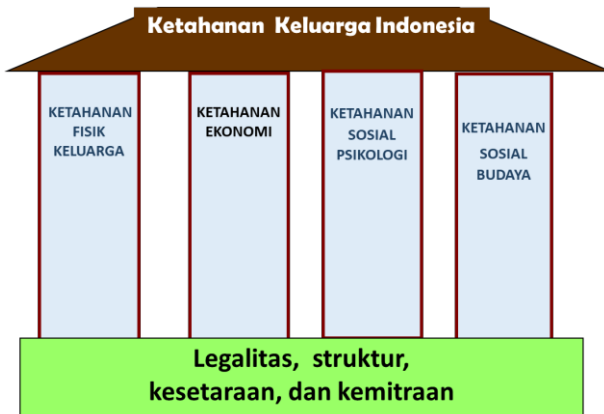 Ketahanan Keluarga Indonesia
KETAHANAN
FISIK
KELUARGA
KETAHANAN
EKONOMI
KETAHANAN
SOSIAL
PSIKOLOGI
KETAHANAN
SOSIAL
BUDAYA
Legalitas, struktur,
kesetaraan, dan kemitraan